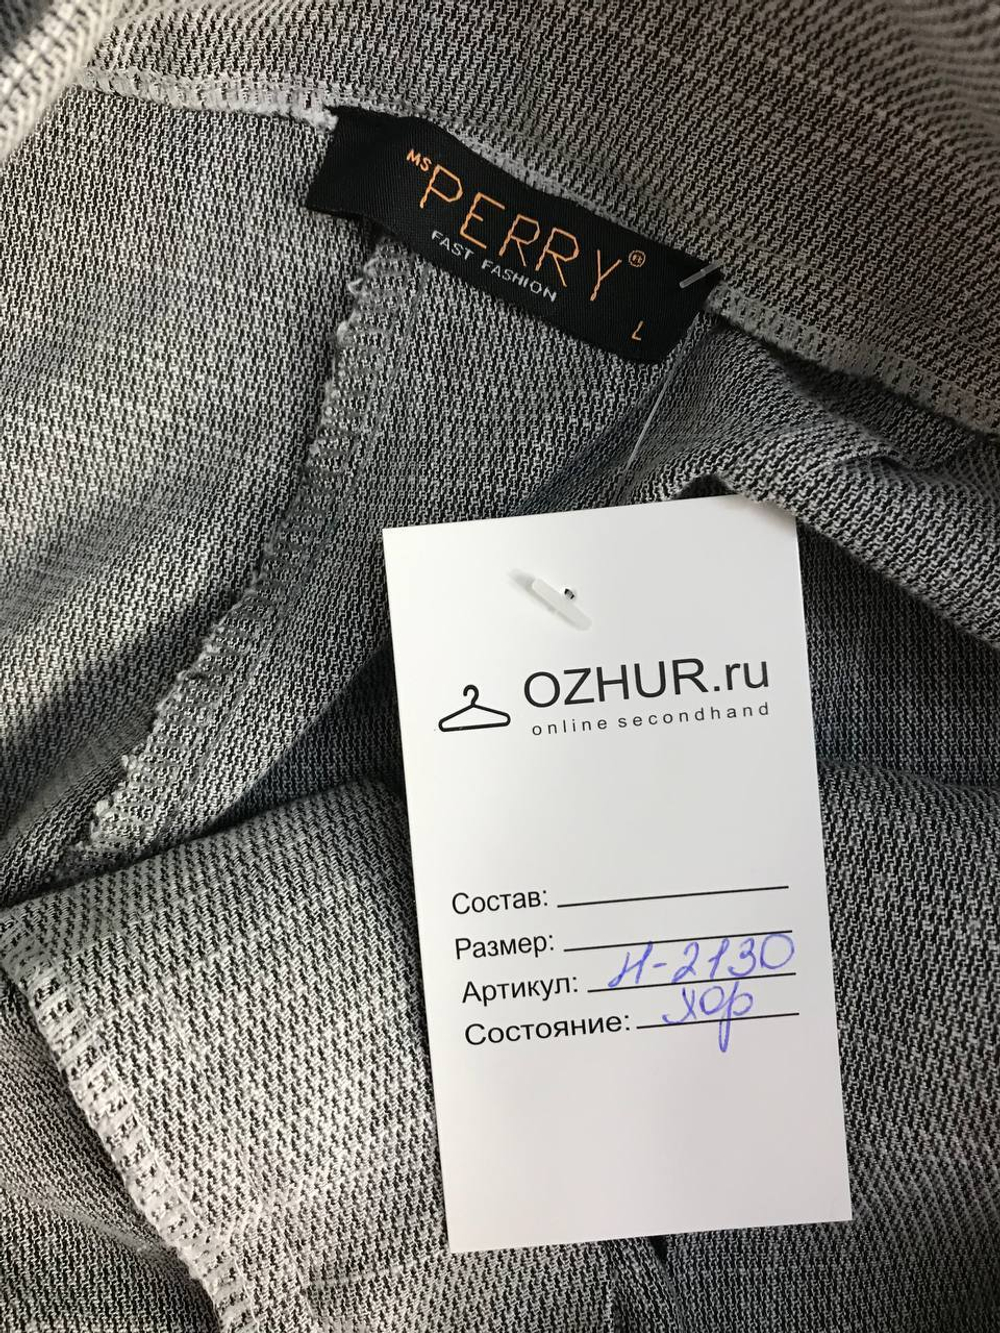 MS PERRY®
FAST FASHION
L
OZHUR.ru
online secondhand
Состав:
Размер:
Артикул: Н-2130
Состояние: хор